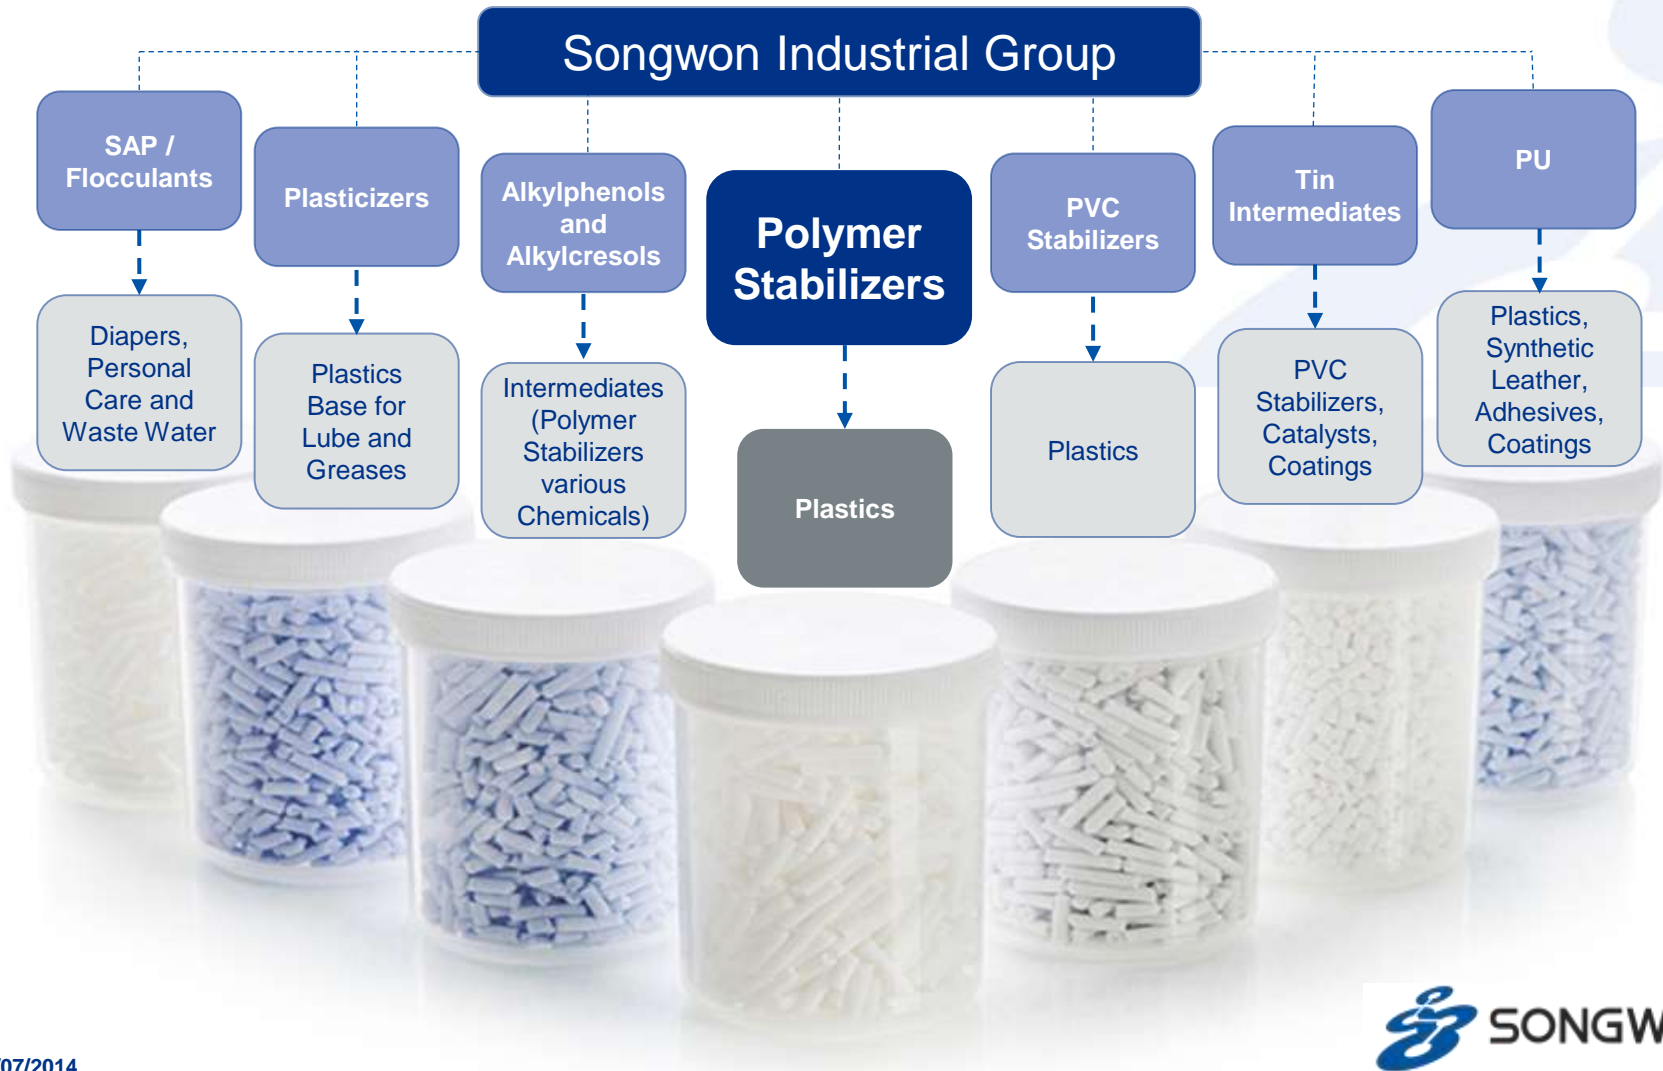 Songwon Industrial Group
SAP /
Flocculants
Plasticizers
Alkylphenols
and
Alkylcresols
Polymer
Stabilizers
PVC
Stabilizers
Tin
Intermediates
PU
Diapers,
Personal
Care and
Waste Water
Plastics
Base for
Lube and
Greases
Intermediates
(Polymer
Stabilizers
various
Chemicals)
Plastics
Plastics
PVC
Stabilizers,
Catalysts,
Coatings
Plastics,
Synthetic
Leather,
Adhesives,
Coatings
SONGW
/07/2014